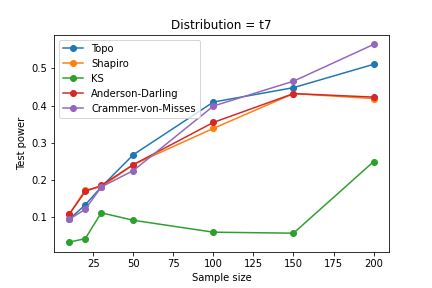 Distribution = t7
Topo
Shapiro
KS
Anderson-Darling
Crammer-von-Misses
Test power
0.5
0.4
0.3
0.2
0.1
25
50
75
100
125
150
175
200
Sample size